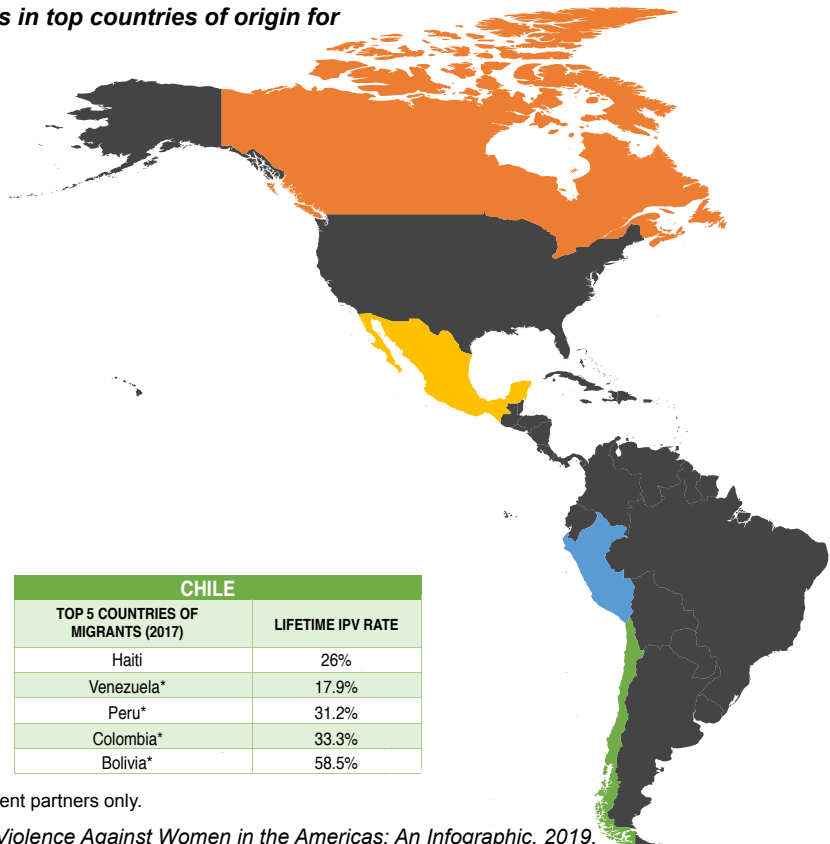 s in top countries of origin for
CHILE
TOP 5 COUNTRIES OF
MIGRANTS (2017)
LIFETIME IPV RATE
Haiti 26%
Venezuela* 17.9%
Peru* 31.2%
Colombia* 33.3%
Bolivia* 58.5%
ent partners only.
Violence Against Women in the Americas: An Infographic, 2019.